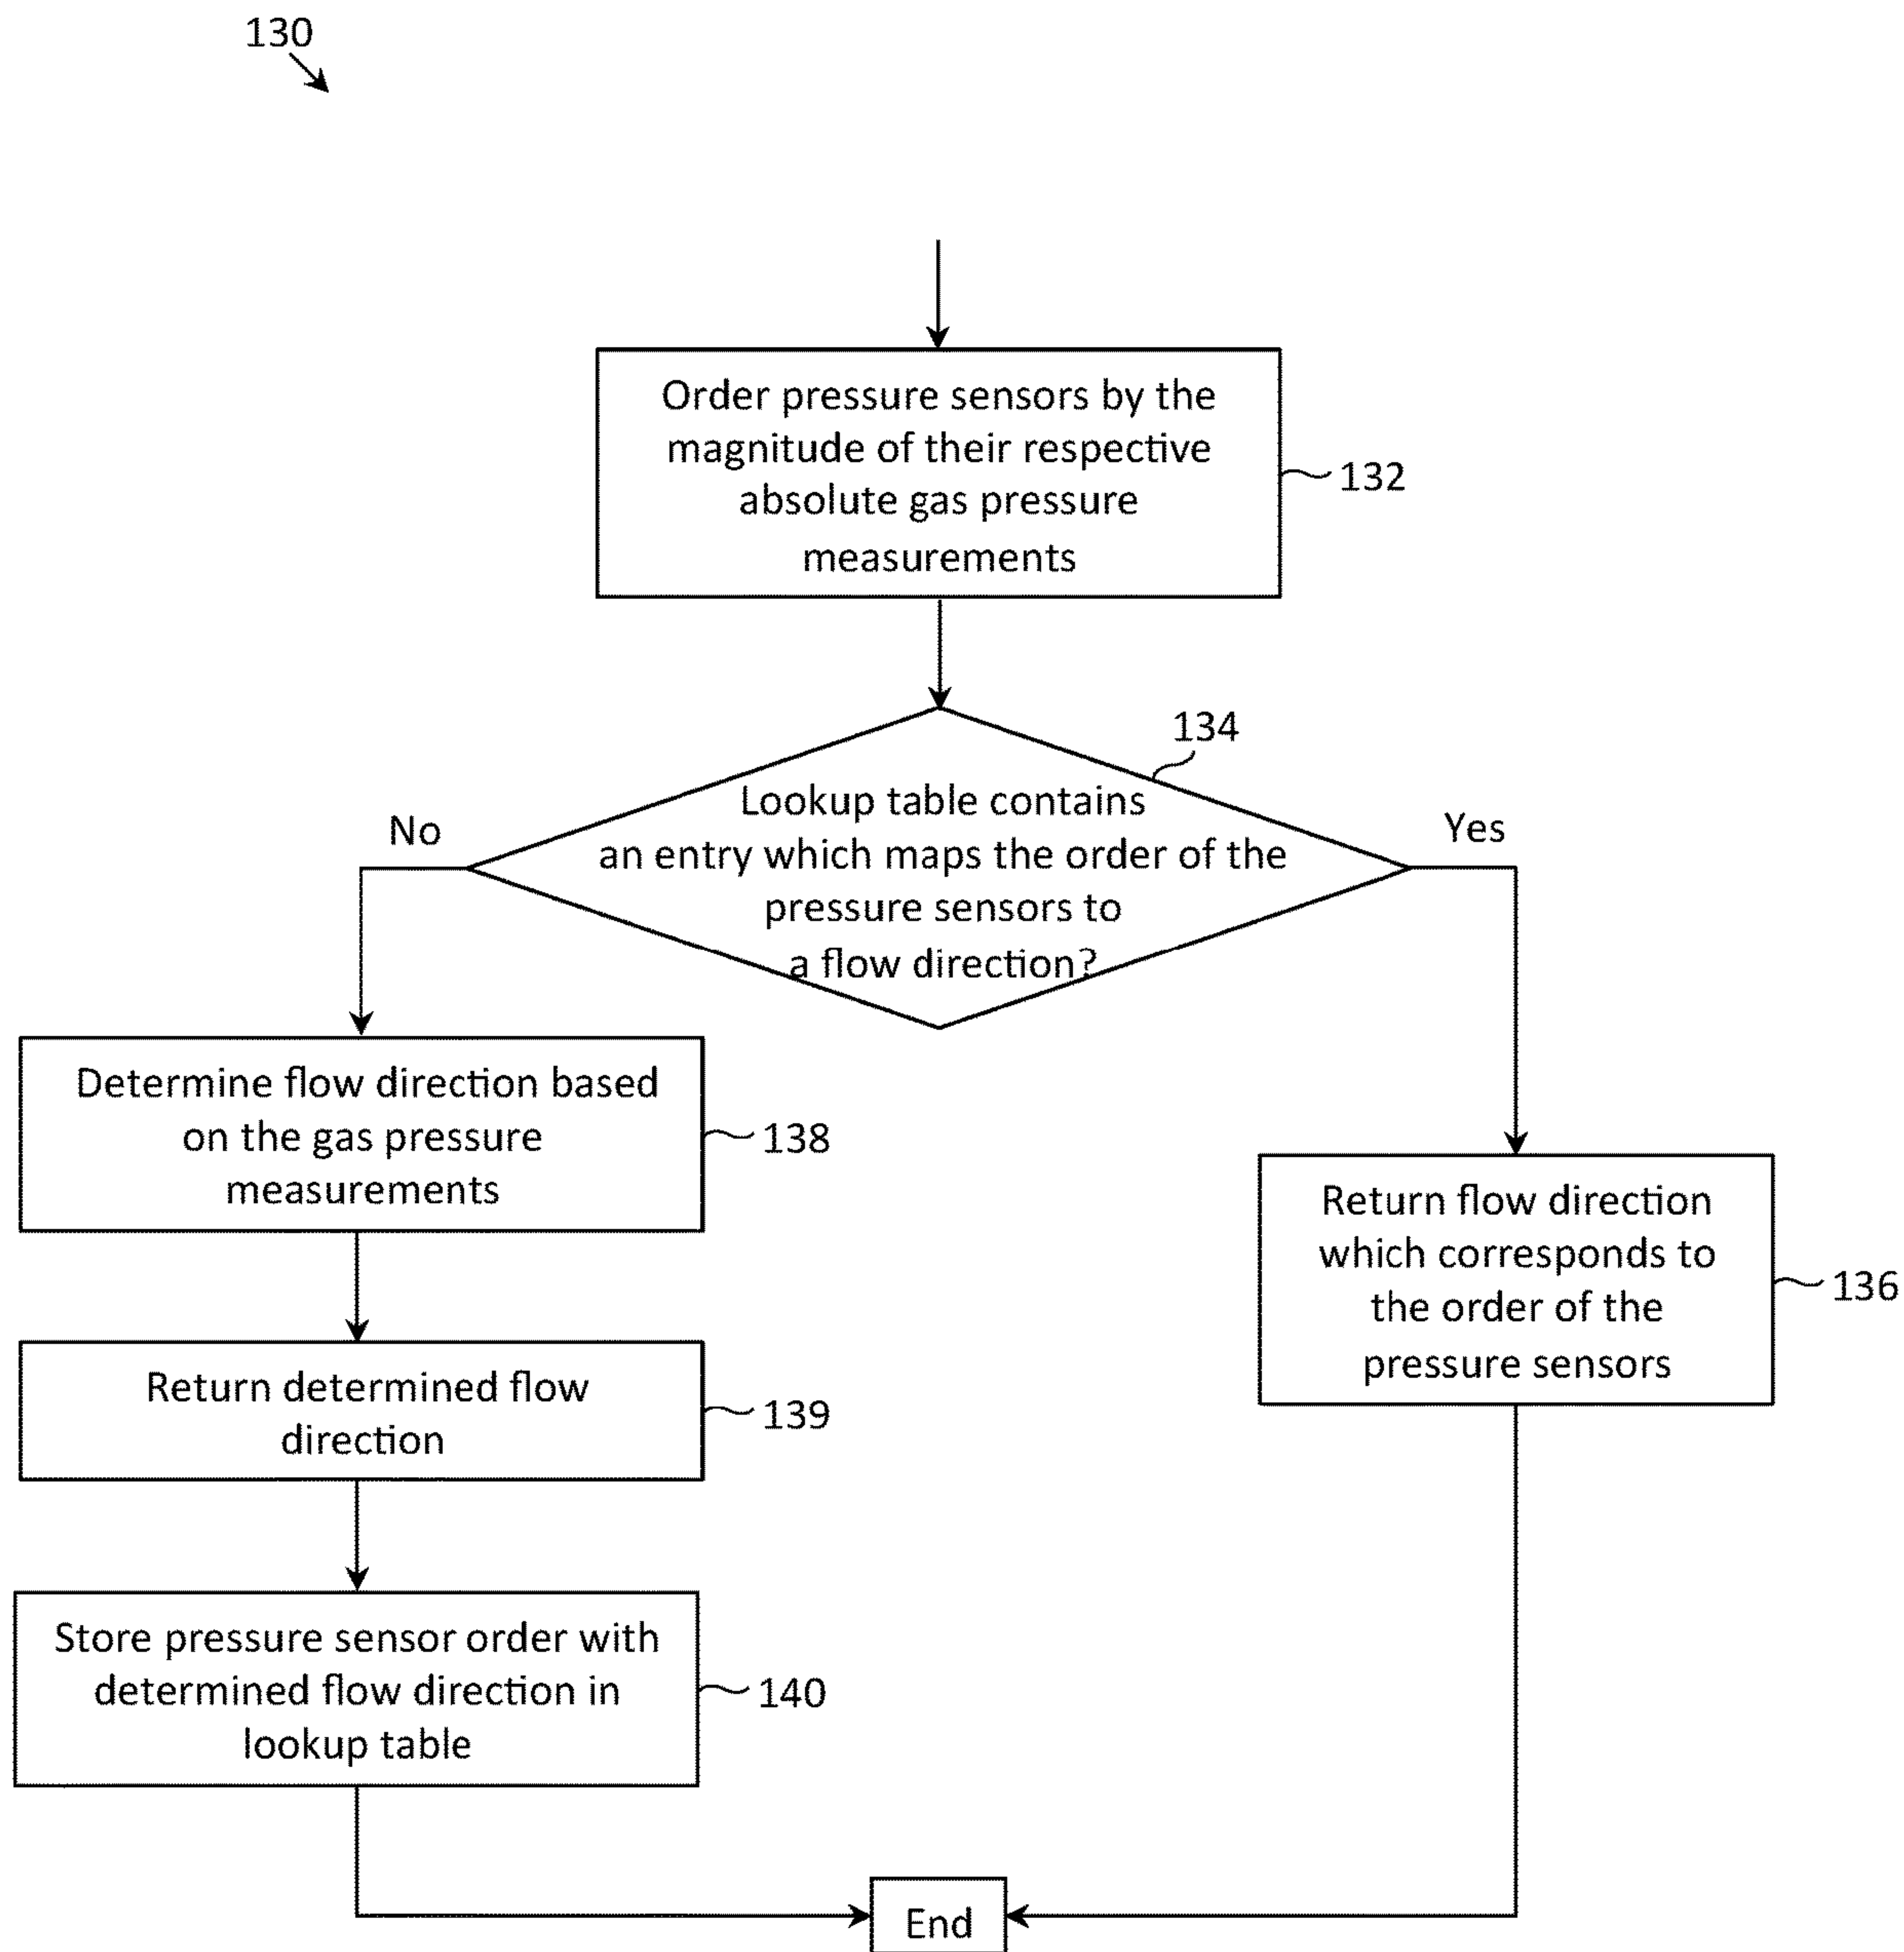 130
Order pressure sensors by the
magnitude of their respective
absolute gas pressure
measurements
132
134
Lookup table contains
an entry which maps the order of the
pressure sensors to
a flow direction?
No
Yes
Determine flow direction based
on the gas pressure
measurements
138
Return flow direction
which corresponds to
the order of the
pressure sensors
136
Return determined flow
direction
139
Store pressure sensor order with
determined flow direction in
lookup table
140
End